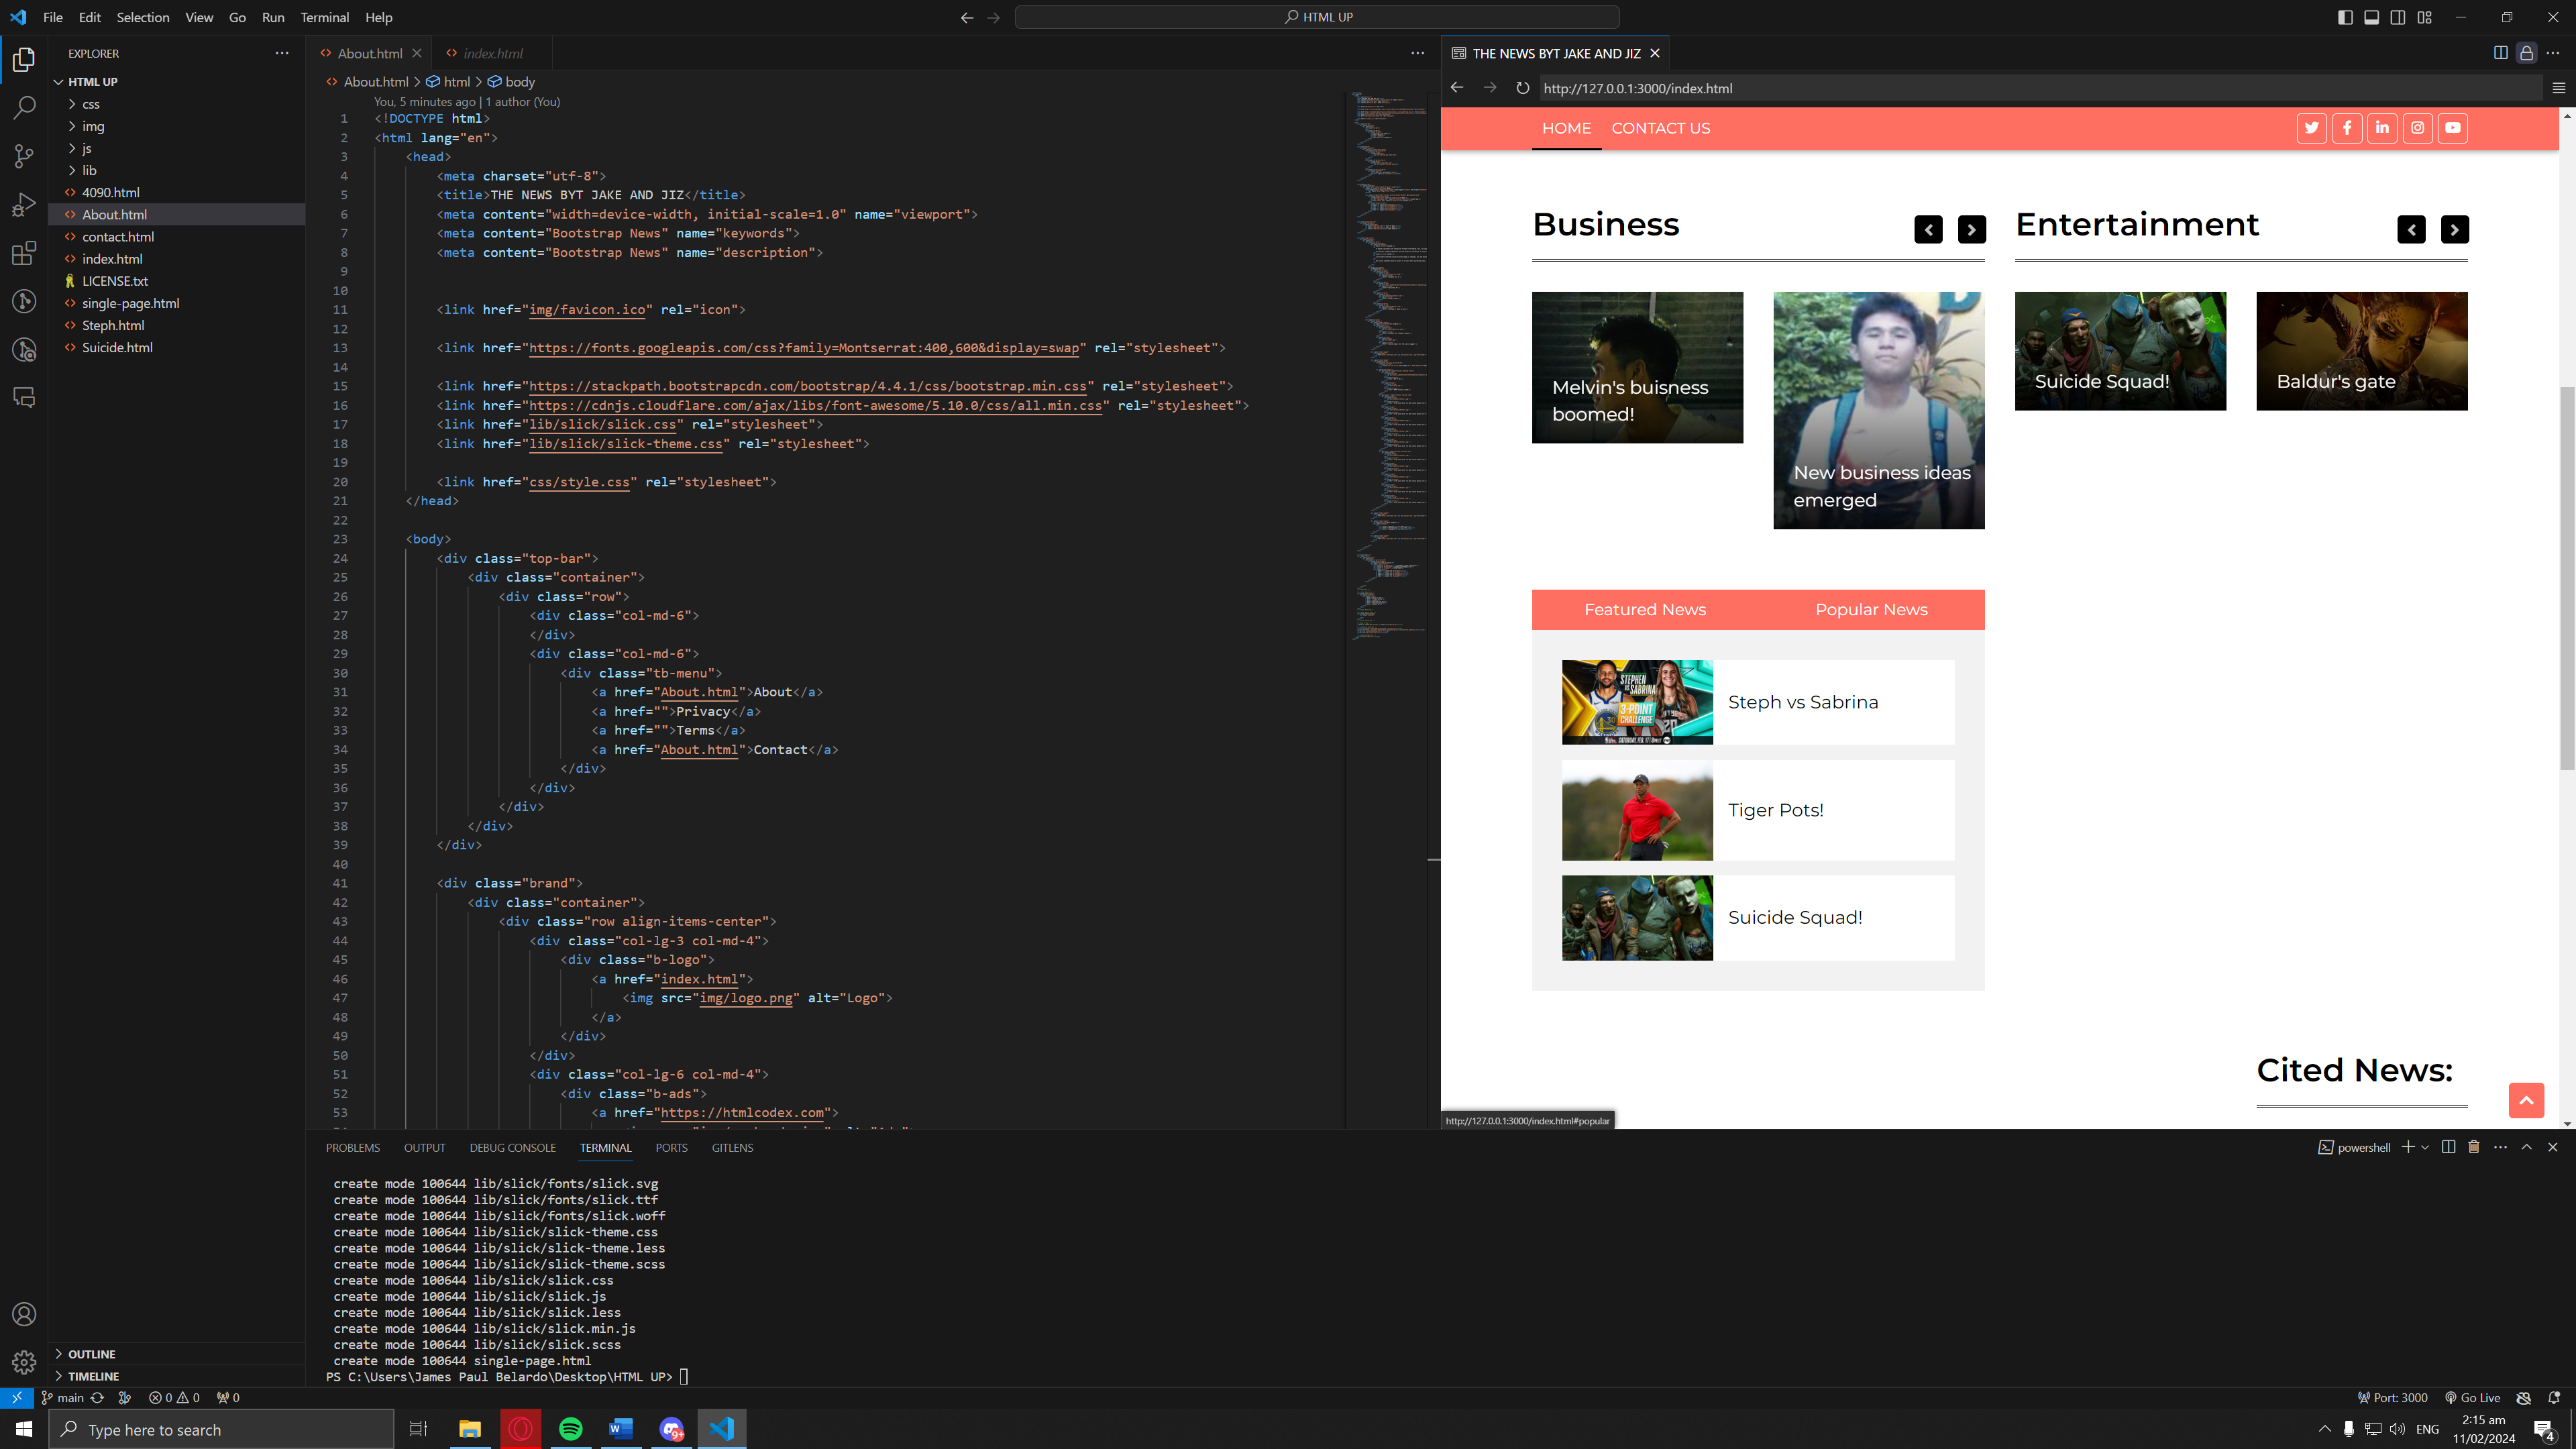 File Edit Selection View Go Run Terminal Help
HTML UP
EXPLORER
HTML UP
css
img
js
lib
4090.html
About.html
contact.html
index.html
LICENSE.txt
single-page.html
Steph.html
Suicide.html
OUTLINE
TIMELINE
About.html
index.html
About.html > html > body
You, 5 minutes ago | 1 author (You)
1 <!DOCTYPE html>
2 <html lang="en">
3 <head>
4 <meta charset="utf-8">
5 <title>THE NEWS BYT JAKE AND JIZ</title>
6 <meta content="width=device-width, initial-scale=1.0" name="viewport">
7 <meta content="Bootstrap News" name="keywords">
8 <meta content="Bootstrap News" name="description">
9
10
11 <link href="img/favicon.ico" rel="icon">
12
13 <link href="https://fonts.googleapis.com/css?family=Montserrat:400,600&display=swap" rel="stylesheet">
14
15 <link href="https://stackpath.bootstrapcdn.com/bootstrap/4.4.1/css/bootstrap.min.css" rel="stylesheet">
16 <link href="https://cdnjs.cloudflare.com/ajax/libs/font-awesome/5.10.0/css/all.min.css" rel="stylesheet">
17 <link href="lib/slick/slick.css" rel="stylesheet">
18 <link href="lib/slick/slick-theme.css" rel="stylesheet">
19
20 <link href="css/style.css" rel="stylesheet">
21 </head>
22
23 <body>
24 <div class="top-bar">
25 <div class="container">
26 <div class="row">
27 <div class="col-md-6">
28 </div>
29 <div class="col-md-6">
30 <div class="tb-menu">
31 <a href="About.html">About</a>
32 <a href="">Privacy</a>
33 <a href="">Terms</a>
34 <a href="About.html">Contact</a>
35 </div>
36 </div>
37 </div>
38 </div>
39 </div>
40
41 <div class="brand">
42 <div class="container">
43 <div class="row align-items-center">
44 <div class="col-lg-3 col-md-4">
45 <div class="b-logo">
46 <a href="index.html">
47 <img src="img/logo.png" alt="Logo">
48 </a>
49 </div>
50 </div>
51 <div class="col-lg-6 col-md-4">
52 <div class="b-ads">
53 <a href="https://htmlcodex.com">
THE NEWS BYT JAKE AND JIZ
http://127.0.0.1:3000/index.html
HOME CONTACT US
Business
Entertainment
Melvin's buisness
boomed!
New business ideas
emerged
Suicide Squad!
Baldur's gate
Featured News Popular News
STEPHEN
VS
SABRINA
3-POINT
CHALLENGE
Steph vs Sabrina
Tiger Pots!
Suicide Squad!
Cited News:
http://127.0.0.1:3000/index.html#popular
PROBLEMS OUTPUT DEBUG CONSOLE TERMINAL PORTS GITLENS
powershell
create mode 100644 lib/slick/fonts/slick.svg
create mode 100644 lib/slick/fonts/slick.ttf
create mode 100644 lib/slick/fonts/slick.woff
create mode 100644 lib/slick/slick-theme.css
create mode 100644 lib/slick/slick-theme.less
create mode 100644 lib/slick/slick-theme.scss
create mode 100644 lib/slick/slick.css
create mode 100644 lib/slick/slick.js
create mode 100644 lib/slick/slick.less
create mode 100644 lib/slick/slick.min.js
create mode 100644 lib/slick/slick.scss
create mode 100644 single-page.html
PS C:\Users\James Paul Belardo\Desktop\HTML UP>
main 0 0 0
Port: 3000 Go Live
Type here to search
9+
ENG
2:15 am
11/02/2024
4